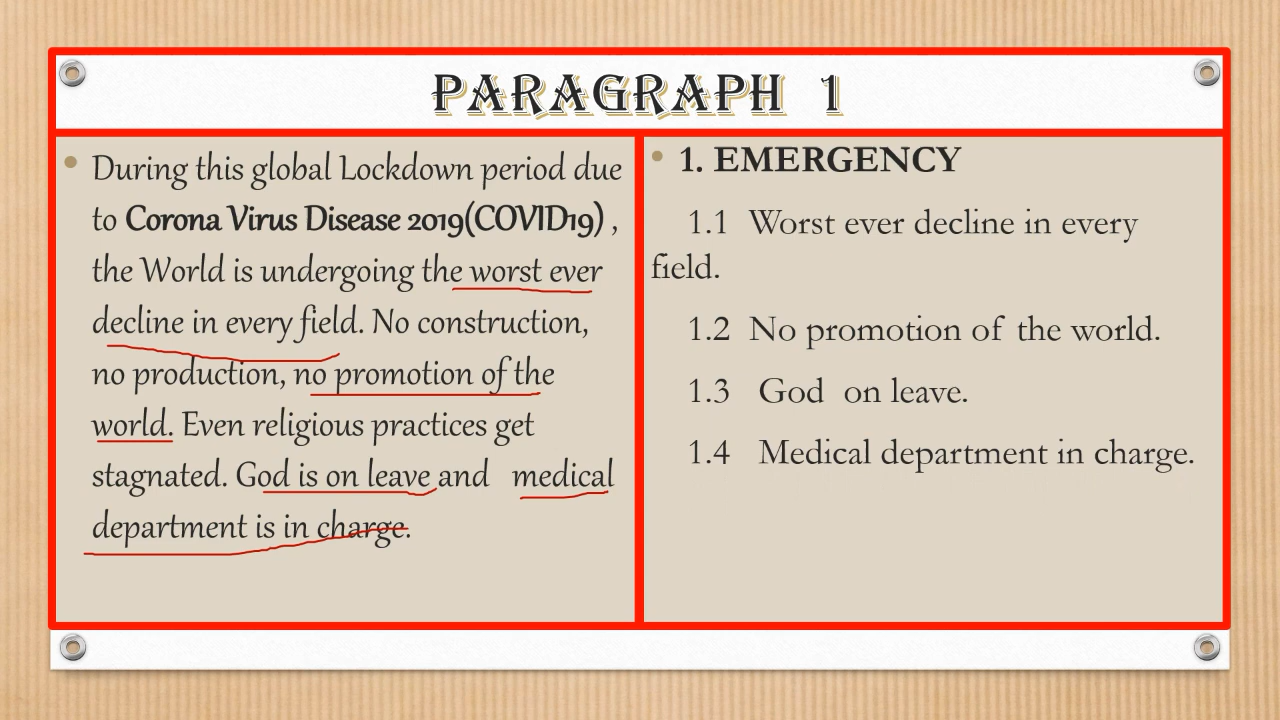 PARAGRAPH 1
• During this global Lockdown period due
to Corona Virus Disease 2019(COVID19) ,
the World is undergoing the worst ever
decline in every field. No construction,
no production, no promotion of the
world. Even religious practices get
stagnated. God is on leave and medical
department is in charge.
• 1. EMERGENCY
1.1 Worst ever decline in every
field.
1.2 No promotion of the world.
1.3 God on leave.
1.4 Medical department in charge.